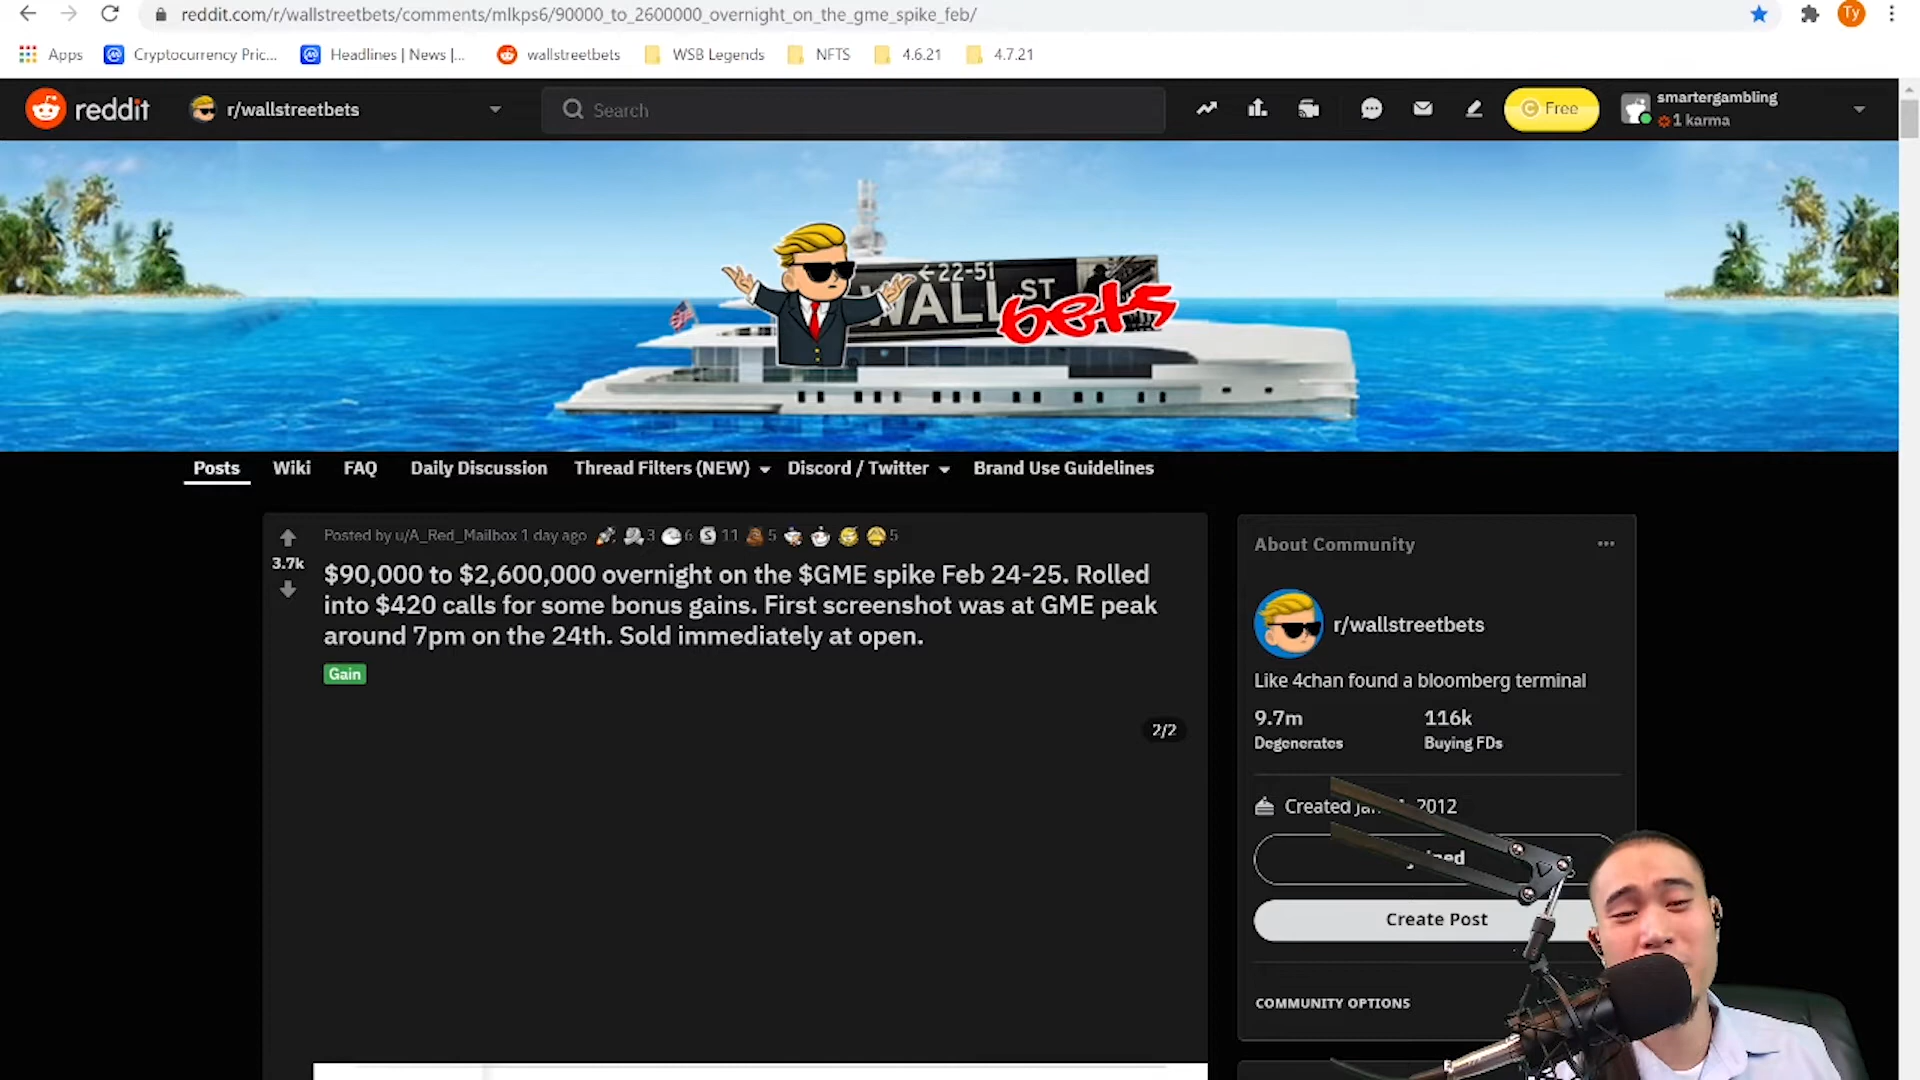 reddit.com/r/wallstreetbets/comments/mlkps6/90000_to_2600000_overnight_on_the_gme_spike_feb/
Ty
Apps
Cryptocurrency Pric...
Headlines | News |...
wallstreetbets
WSB Legends
NFTS
4.6.21
4.7.21
reddit
r/wallstreetbets
Search
Free
smartergambling
1 karma
←22-51
WALL ST
bets
Posts
Wiki
FAQ
Daily Discussion
Thread Filters (NEW)
Discord / Twitter
Brand Use Guidelines
3.7k
Posted by u/A_Red_Mailbox 1 day ago 3 6 11 5 5
$90,000 to $2,600,000 overnight on the $GME spike Feb 24-25. Rolled
into $420 calls for some bonus gains. First screenshot was at GME peak
around 7pm on the 24th. Sold immediately at open.
Gain
2/2
About Community
r/wallstreetbets
Like 4chan found a bloomberg terminal
9.7m
Degenerates
116k
Buying FDs
Created 2012
Create Post
COMMUNITY OPTIONS